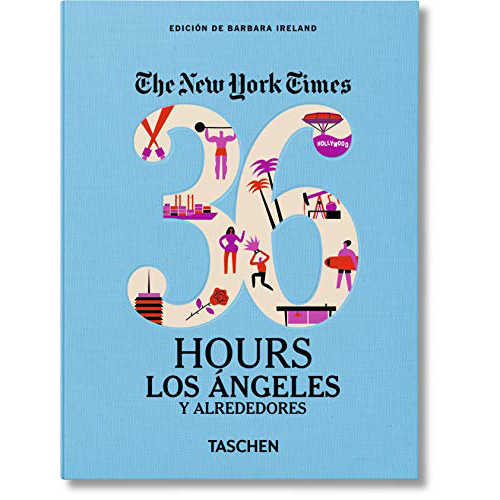 EDICIÓN DE BARBARA IRELAND
The New York Times
36
HOLLYWOOD
HOURS
LOS ÁNGELES
Y ALREDEDORES
TASCHEN